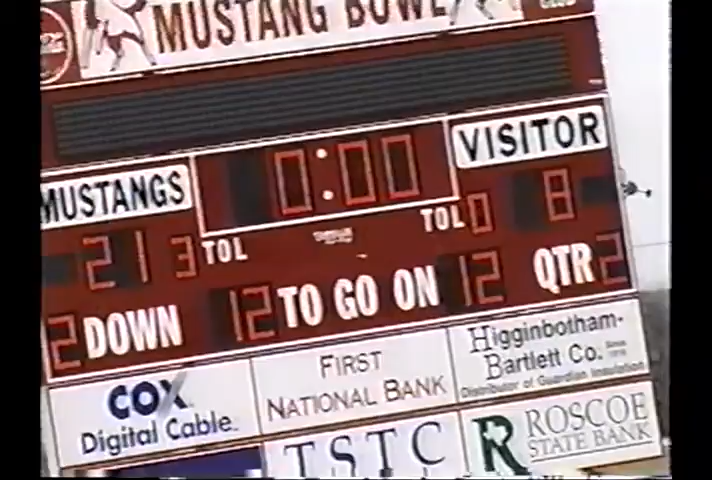 MUSTANG BOWL
MUSTANGS
0:00
VISITOR
21 3 TOL
TOL 0 8
2 DOWN 12 TO GO ON 12 QTR 2
COX
Digital Cable.
FIRST
NATIONAL BANK
Higginbotham-
Bartlett Co. Since
Distributor of Guardian Insulation
TSTC
R ROSCOE
STATE BANK